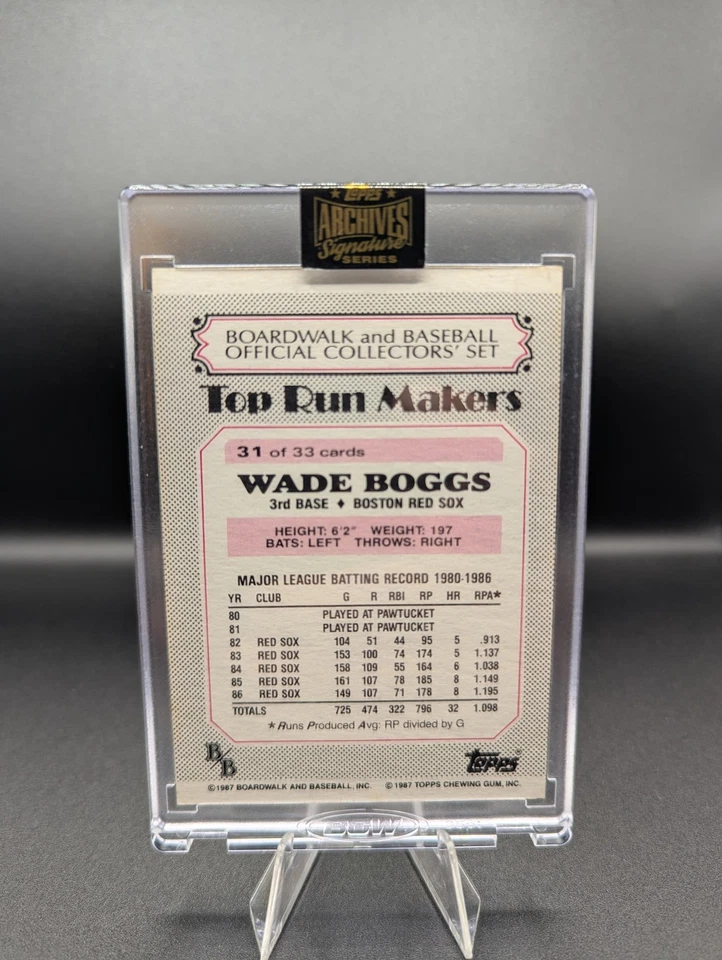 ★ Topps ★
ARCHIVES
Signature
SERIES
BOARDWALK and BASEBALL
OFFICIAL COLLECTORS' SET
Top Run Makers
31 of 33 cards
WADE BOGGS
3rd BASE ♦ BOSTON RED SOX
HEIGHT: 6'2" WEIGHT: 197
BATS: LEFT THROWS: RIGHT
MAJOR LEAGUE BATTING RECORD 1980-1986
YR CLUB G R RBI RP HR RPA*
80 PLAYED AT PAWTUCKET
81 PLAYED AT PAWTUCKET
82 RED SOX 104 51 44 95 5 .913
83 RED SOX 153 100 74 174 5 1.137
84 RED SOX 158 109 55 164 6 1.038
85 RED SOX 161 107 78 185 8 1.149
86 RED SOX 149 107 71 178 8 1.195
TOTALS 725 474 322 796 32 1.098
*Runs Produced Avg: RP divided by G
B/B
Topps®
©1987 BOARDWALK AND BASEBALL, INC. ©1987 TOPPS CHEWING GUM, INC.
BCW